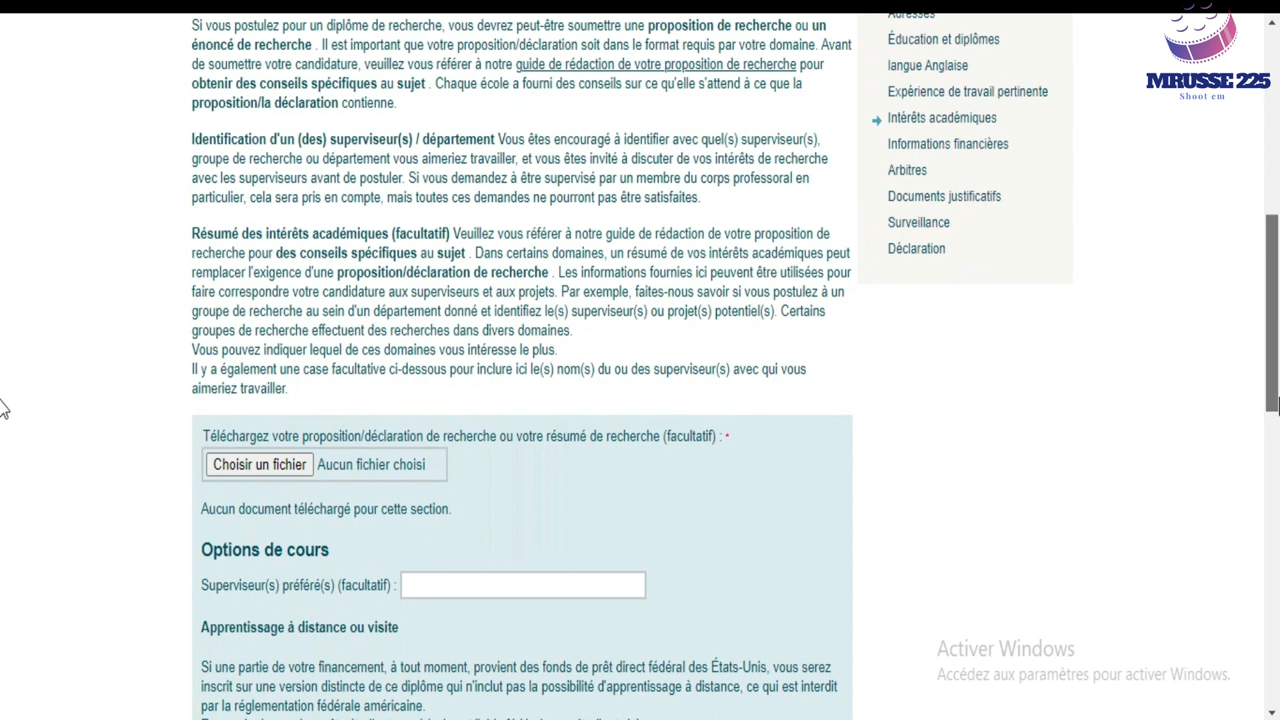 Si vous postulez pour un diplôme de recherche, vous devrez peut-être soumettre une proposition de recherche ou un
énoncé de recherche . Il est important que votre proposition/déclaration soit dans le format requis par votre domaine. Avant
de soumettre votre candidature, veuillez vous référer à notre guide de rédaction de votre proposition de recherche pour
obtenir des conseils spécifiques au sujet . Chaque école a fourni des conseils sur ce qu'elle s'attend à ce que la
proposition/la déclaration contienne.
Identification d'un (des) superviseur(s) / département Vous êtes encouragé à identifier avec quel(s) superviseur(s),
groupe de recherche ou département vous aimeriez travailler, et vous êtes invité à discuter de vos intérêts de recherche
avec les superviseurs avant de postuler. Si vous demandez à être supervisé par un membre du corps professoral en
particulier, cela sera pris en compte, mais toutes ces demandes ne pourront pas être satisfaites.
Résumé des intérêts académiques (facultatif) Veuillez vous référer à notre guide de rédaction de votre proposition de
recherche pour des conseils spécifiques au sujet . Dans certains domaines, un résumé de vos intérêts académiques peut
remplacer l'exigence d'une proposition/déclaration de recherche . Les informations fournies ici peuvent être utilisées pour
faire correspondre votre candidature aux superviseurs et aux projets. Par exemple, faites-nous savoir si vous postulez à un
groupe de recherche au sein d'un département donné et identifiez le(s) superviseur(s) ou projet(s) potentiel(s). Certains
groupes de recherche effectuent des recherches dans divers domaines.
Vous pouvez indiquer lequel de ces domaines vous intéresse le plus.
Il y a également une case facultative ci-dessous pour inclure ici le(s) nom(s) du ou des superviseur(s) avec qui vous
aimeriez travailler.
Téléchargez votre proposition/déclaration de recherche ou votre résumé de recherche (facultatif) : *
Choisir un fichier Aucun fichier choisi
Aucun document téléchargé pour cette section.
Options de cours
Superviseur(s) préféré(s) (facultatif) :
Apprentissage à distance ou visite
Si une partie de votre financement, à tout moment, provient des fonds de prêt direct fédéral des États-Unis, vous serez
inscrit sur une version distincte de ce diplôme qui n'inclut pas la possibilité d'apprentissage à distance, ce qui est interdit
par la réglementation fédérale américaine.
Adresses
Éducation et diplômes
langue Anglaise
Expérience de travail pertinente
Intérêts académiques
Informations financières
Arbitres
Documents justificatifs
Surveillance
Déclaration
MRUSSE 225
Shoot em
Activer Windows
Accédez aux paramètres pour activer Windows.